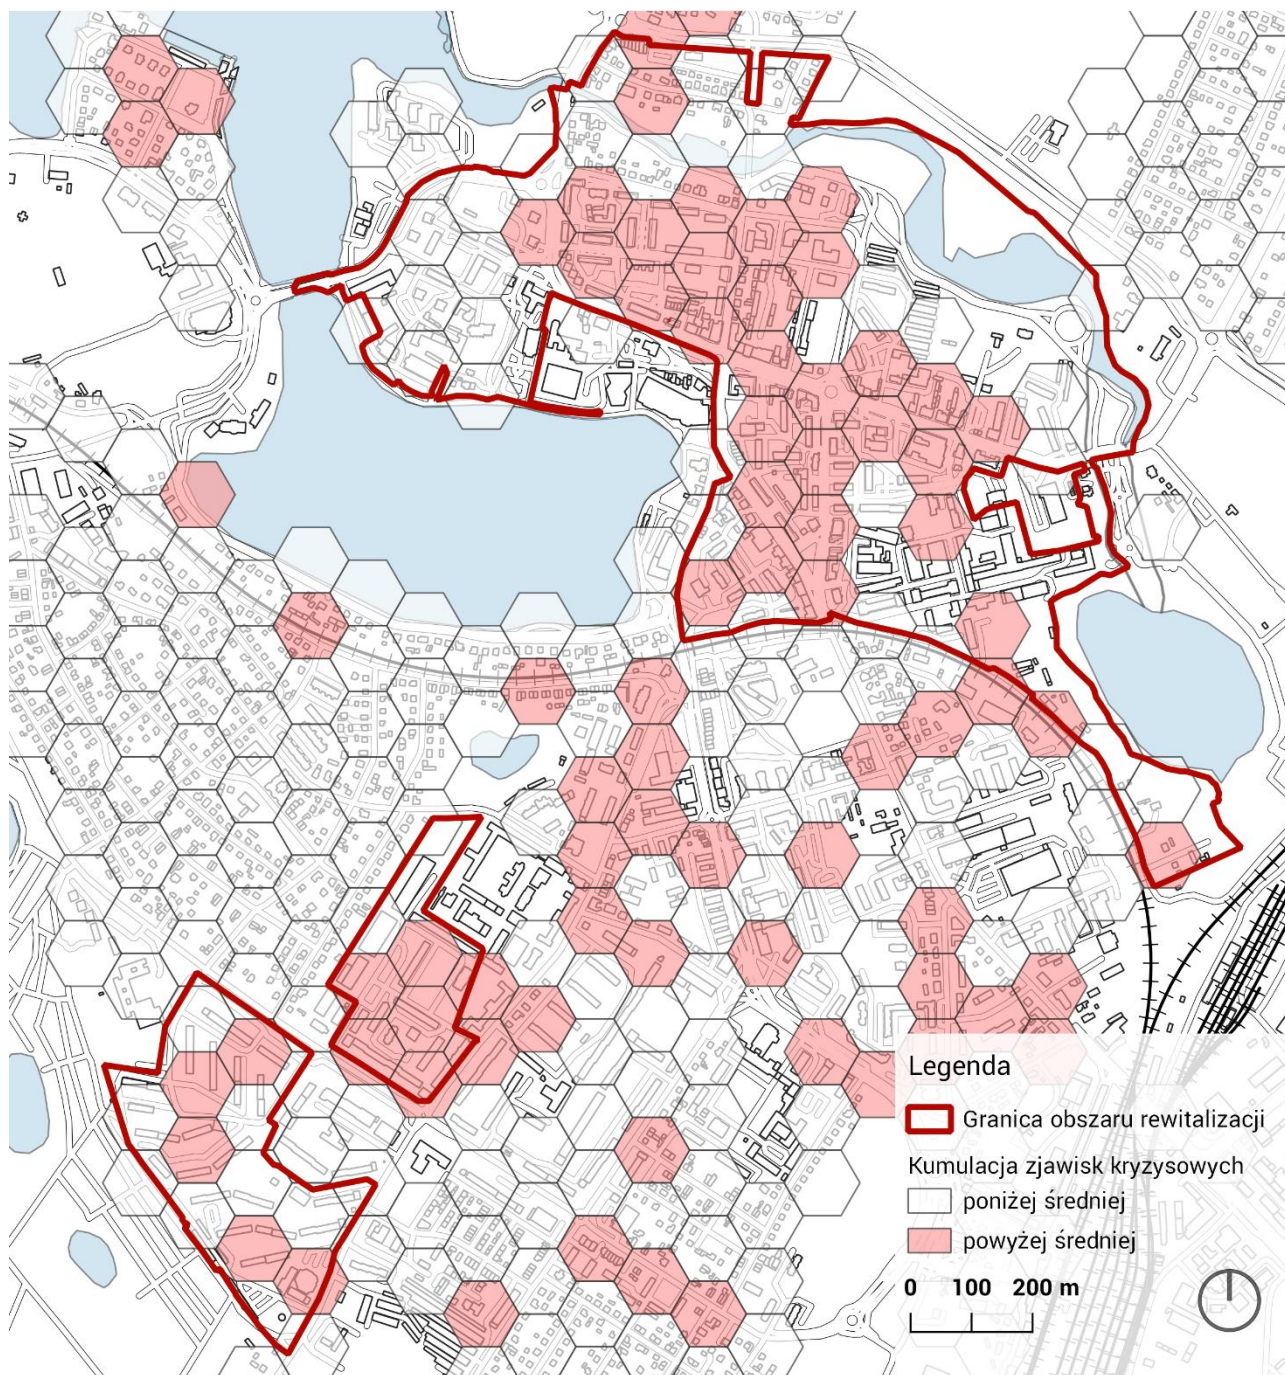 Legenda
Granica obszaru rewitalizacji
Kumulacja zjawisk kryzysowych
poniżej średniej
powyżej średniej
0 100 200 m